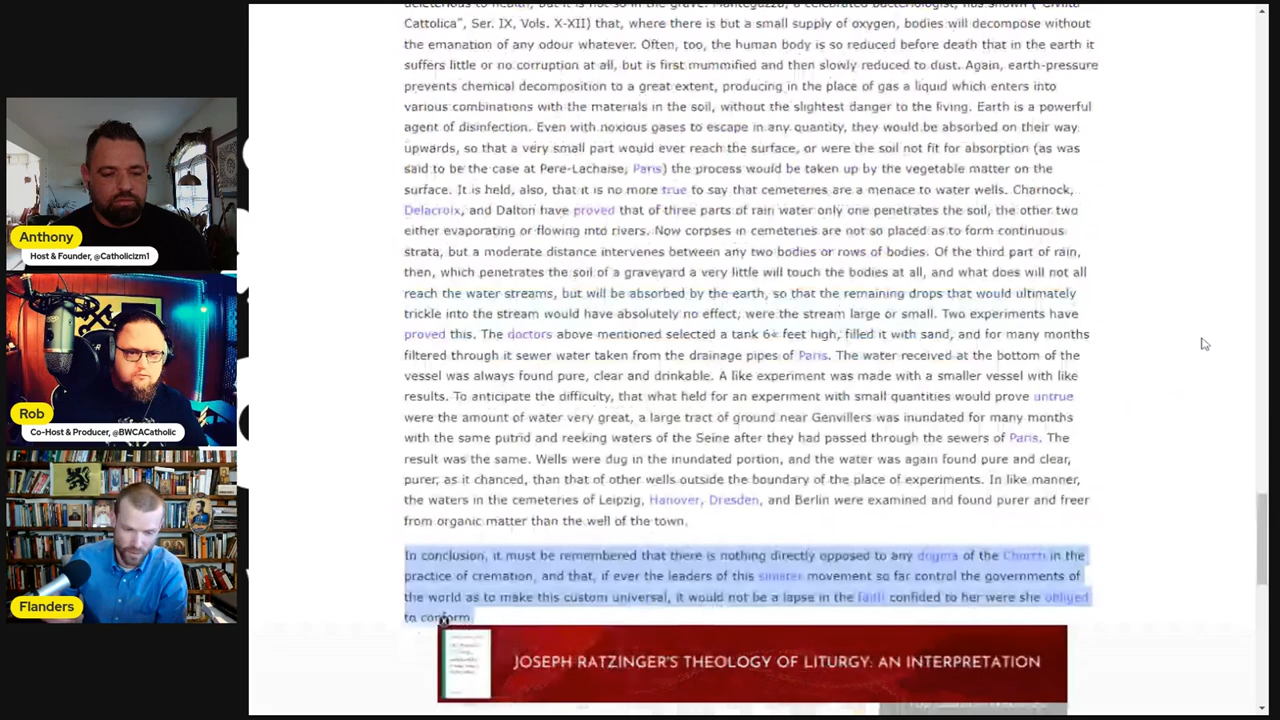 Anthony
Host & Founder, @Catholicizm1
Rob
Co-Host & Producer, @BWCACatholic
Flanders
deleterious to health, but it is not so in the grave. Mantegazza, a celebrated bacteriologist, has shown ("Civiltà
Cattolica", Ser. IX, Vols. X-XII) that, where there is but a small supply of oxygen, bodies will decompose without
the emanation of any odour whatever. Often, too, the human body is so reduced before death that in the earth it
suffers little or no corruption at all, but is first mummified and then slowly reduced to dust. Again, earth-pressure
prevents chemical decomposition to a great extent, producing in the place of gas a liquid which enters into
various combinations with the materials in the soil, without the slightest danger to the living. Earth is a powerful
agent of disinfection. Even with noxious gases to escape in any quantity, they would be absorbed on their way
upwards, so that a very small part would ever reach the surface, or were the soil not fit for absorption (as was
said to be the case at Pere-Lachaise, Paris) the process would be taken up by the vegetable matter on the
surface. It is held, also, that it is no more true to say that cemeteries are a menace to water wells. Charnock,
Delacroix, and Dalton have proved that of three parts of rain water only one penetrates the soil, the other two
either evaporating or flowing into rivers. Now corpses in cemeteries are not so placed as to form continuous
strata, but a moderate distance intervenes between any two bodies or rows of bodies. Of the third part of rain,
then, which penetrates the soil of a graveyard a very little will touch the bodies at all, and what does will not all
reach the water streams, but will be absorbed by the earth, so that the remaining drops that would ultimately
trickle into the stream would have absolutely no effect, were the stream large or small. Two experiments have
proved this. The doctors above mentioned selected a tank 6+ feet high, filled it with sand, and for many months
filtered through it sewer water taken from the drainage pipes of Paris. The water received at the bottom of the
vessel was always found pure, clear and drinkable. A like experiment was made with a smaller vessel with like
results. To anticipate the difficulty, that what held for an experiment with small quantities would prove untrue
were the amount of water very great, a large tract of ground near Genvillers was inundated for many months
with the same putrid and reeking waters of the Seine after they had passed through the sewers of Paris. The
result was the same. Wells were dug in the inundated portion, and the water was again found pure and clear,
purer, as it chanced, than that of other wells outside the boundary of the place of experiments. In like manner,
the waters in the cemeteries of Leipzig, Hanover, Dresden, and Berlin were examined and found purer and freer
from organic matter than the well of the town.
In conclusion, it must be remembered that there is nothing directly opposed to any dogma of the Church in the
practice of cremation, and that, if ever the leaders of this sinister movement so far control the governments of
the world as to make this custom universal, it would not be a lapse in the faith confided to her were she obliged
to conform.
JOSEPH RATZINGER'S THEOLOGY OF LITURGY: AN INTERPRETATION